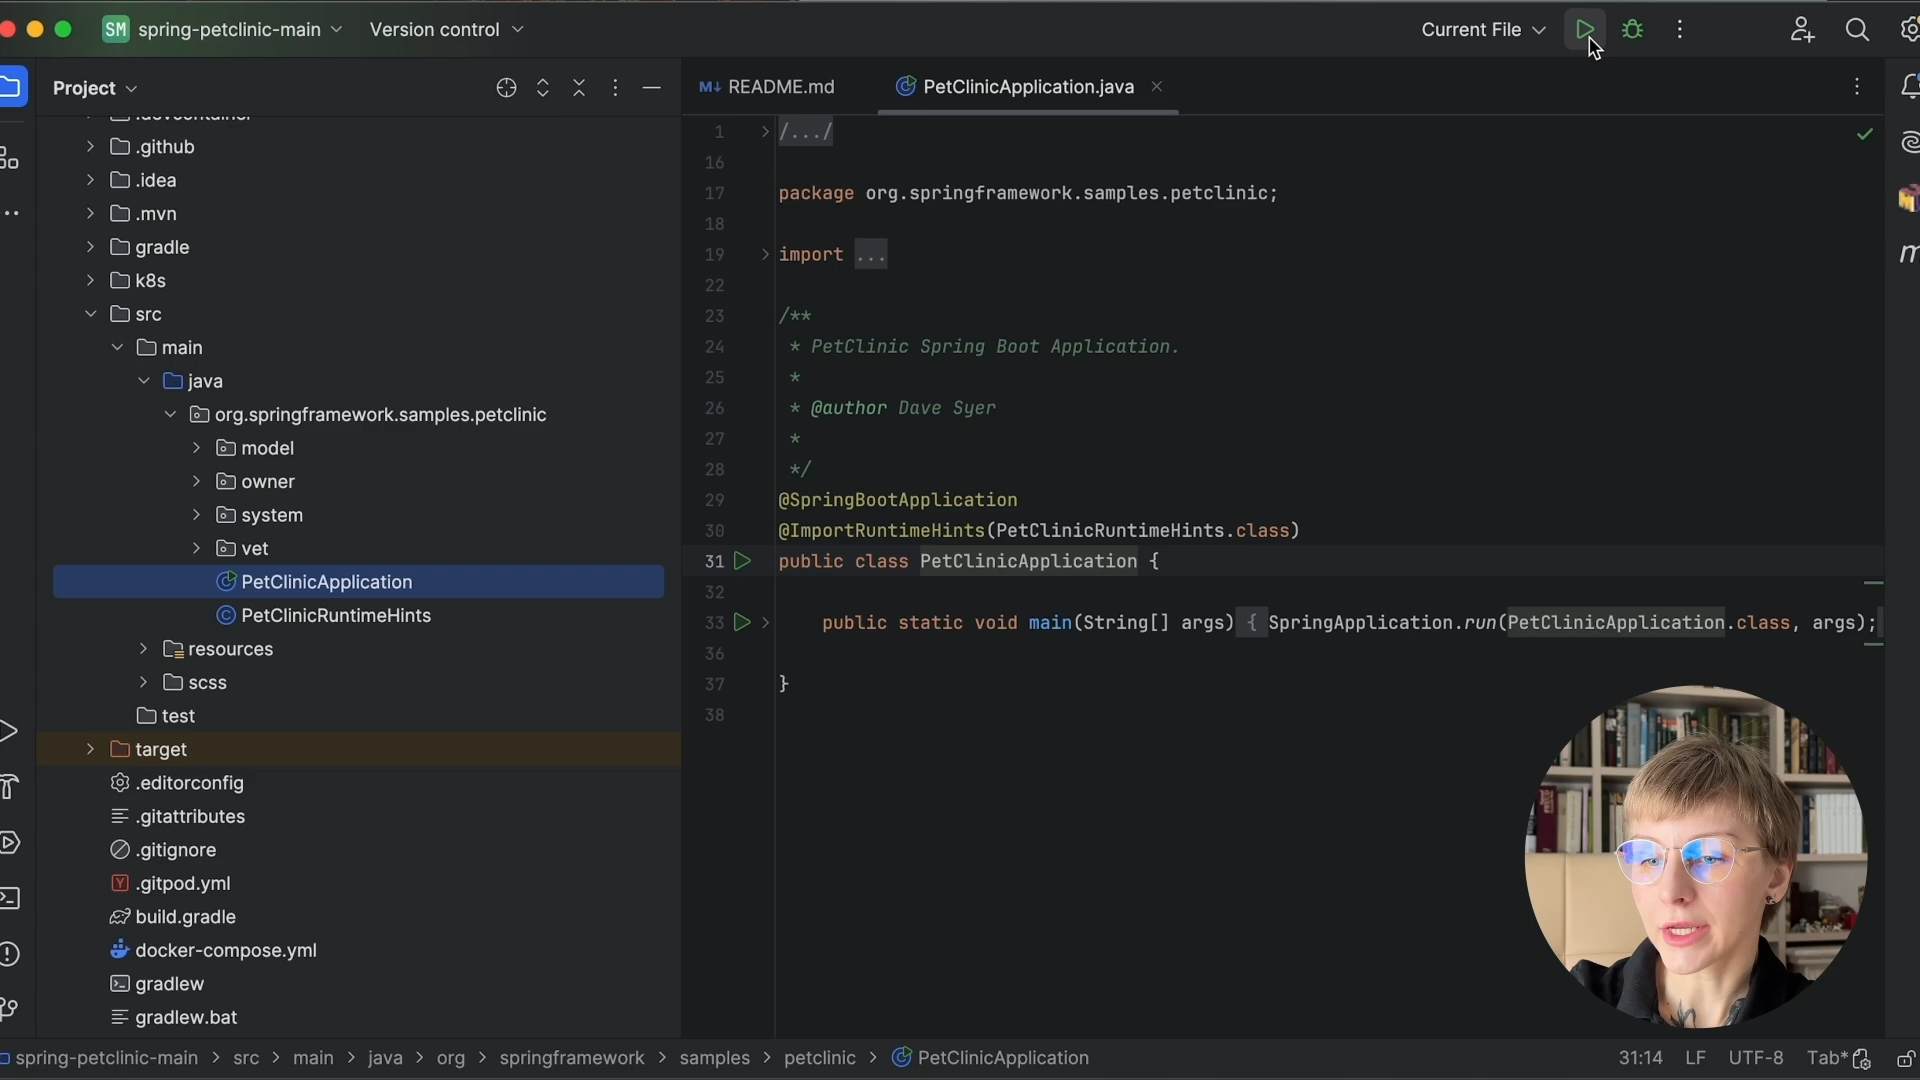 SM spring-petclinic-main Version control Current File
Project
README.md PetClinicApplication.java
.github
.idea
.mvn
gradle
k8s
src
main
java
org.springframework.samples.petclinic
model
owner
system
vet
PetClinicApplication
PetClinicRuntimeHints
resources
scss
test
target
.editorconfig
.gitattributes
.gitignore
.gitpod.yml
build.gradle
docker-compose.yml
gradlew
gradlew.bat
1 /.../
16
17 package org.springframework.samples.petclinic;
18
19 import ...
22
23 /**
24 * PetClinic Spring Boot Application.
25 *
26 * @author Dave Syer
27 *
28 */
29 @SpringBootApplication
30 @ImportRuntimeHints(PetClinicRuntimeHints.class)
31 public class PetClinicApplication {
32
33 public static void main(String[] args) { SpringApplication.run(PetClinicApplication.class, args);
36
37 }
38
spring-petclinic-main > src > main > java > org > springframework > samples > petclinic > PetClinicApplication 31:14 LF UTF-8 Tab*